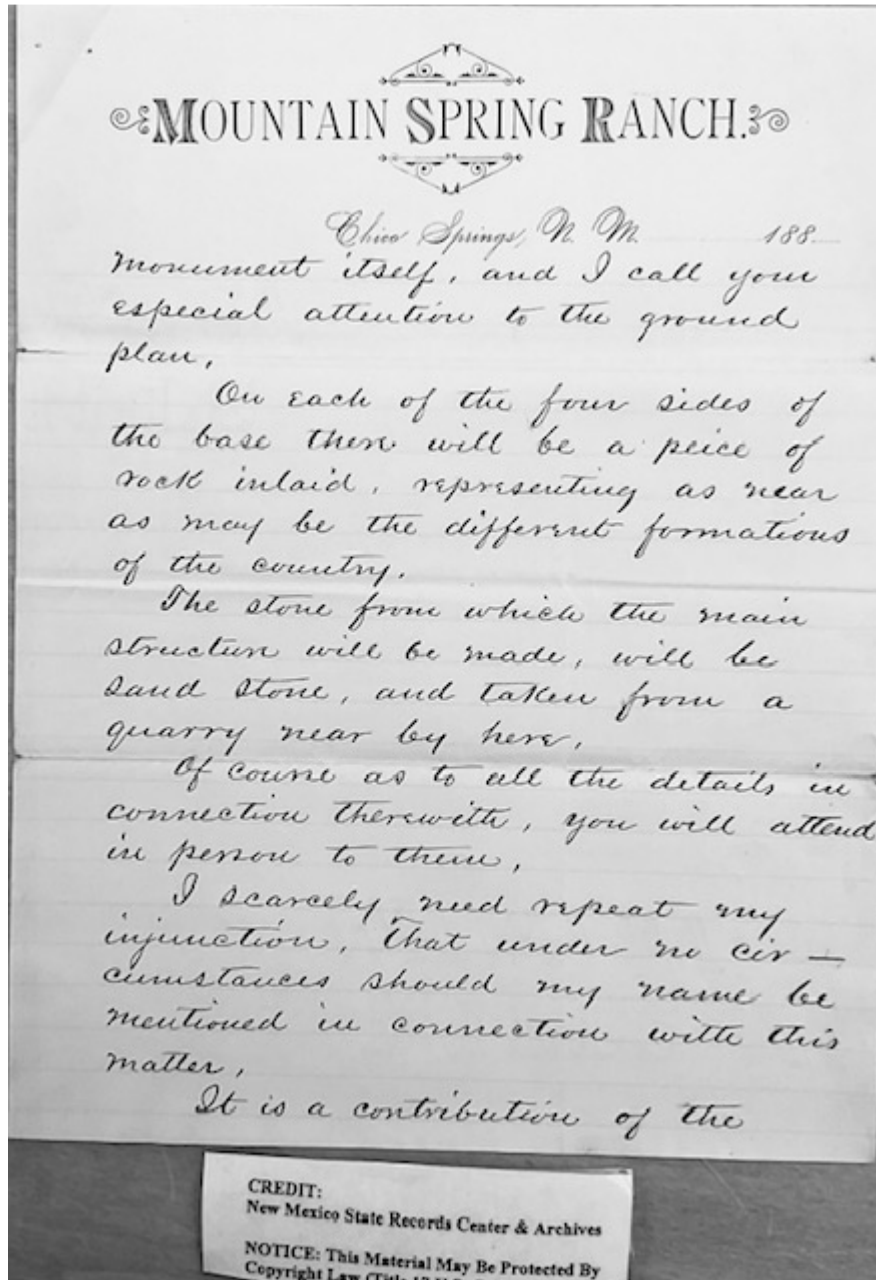 MOUNTAIN SPRING RANCH.
Chico Springs, N. M. 188
monument itself, and I call your
especial attention to the ground
plan.
On each of the four sides of
the base there will be a peice of
rock inlaid, representing as near
as may be the different formations
of the country.
The stone from which the main
structure will be made, will be
sand stone, and taken from a
quarry near by here.
Of course as to all the details in
connection therewith, you will attend
in person to them.
I scarcely need repeat my
injunction, that under no cir –
cumstances should my name be
mentioned in connection with this
matter.
It is a contribution of the
CREDIT:
New Mexico State Records Center & Archives
NOTICE: This Material May Be Protected By
Copyright Law (Title